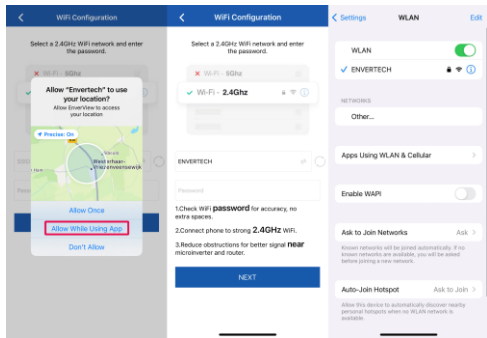 WiFi Configuration
Select a 2.4GHz WiFi network and enter
the password.
Wi-Fi - 5Ghz
Allow “Envertech” to use
your location?
Allow EnverView to access
your location
Precise: On
Allow Once
Allow While Using App
Don't Allow
WiFi Configuration
Select a 2.4GHz WiFi network and enter
the password.
Wi-Fi - 5Ghz
Wi-Fi - 2.4Ghz
ENVERTECH
Password
1.Check WiFi password for accuracy, no
extra spaces.
2.Connect phone to strong 2.4GHz WiFi.
3.Reduce obstructions for better signal near
microinverter and router.
NEXT
Settings
WLAN
Edit
WLAN
ENVERTECH
NETWORKS
Other...
Apps Using WLAN & Cellular
Enable WAPI
Ask to Join Networks
Ask
Known networks will be joined automatically. If no
known networks are available, you will be asked
before joining a new network.
Auto-Join Hotspot
Ask to Join
Allow this device to automatically discover nearby
personal hotspots when no WLAN network is
available.